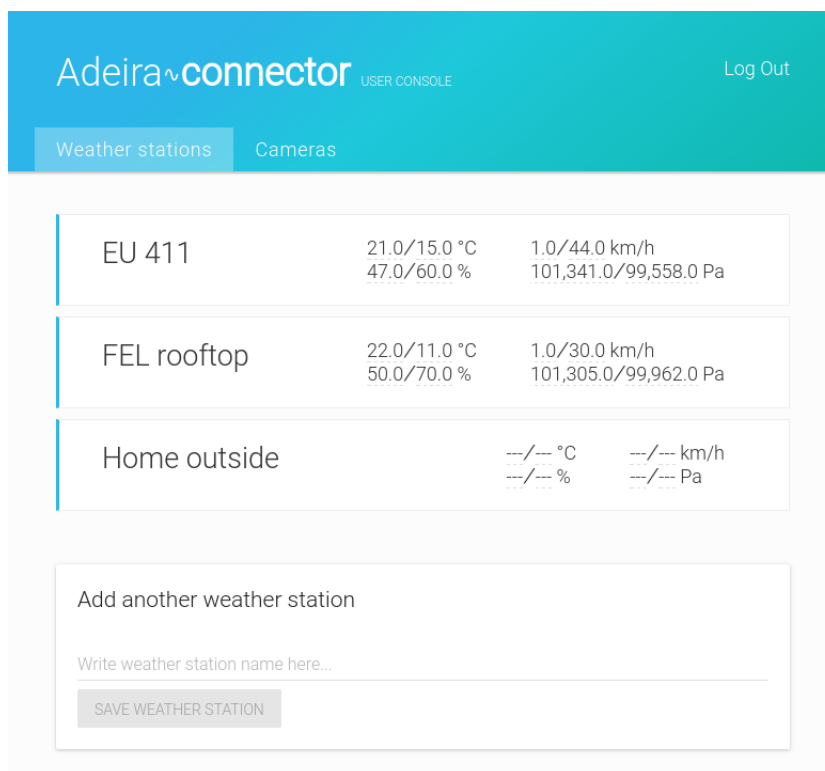 Adeira∿connector USER CONSOLE
Log Out
Weather stations Cameras
EU 411
21.0/15.0 °C 1.0/44.0 km/h
47.0/60.0 % 101,341.0/99,558.0 Pa
FEL rooftop
22.0/11.0 °C 1.0/30.0 km/h
50.0/70.0 % 101,305.0/99,962.0 Pa
Home outside
---/--- °C ---/--- km/h
---/--- % ---/--- Pa
Add another weather station
Write weather station name here...
SAVE WEATHER STATION